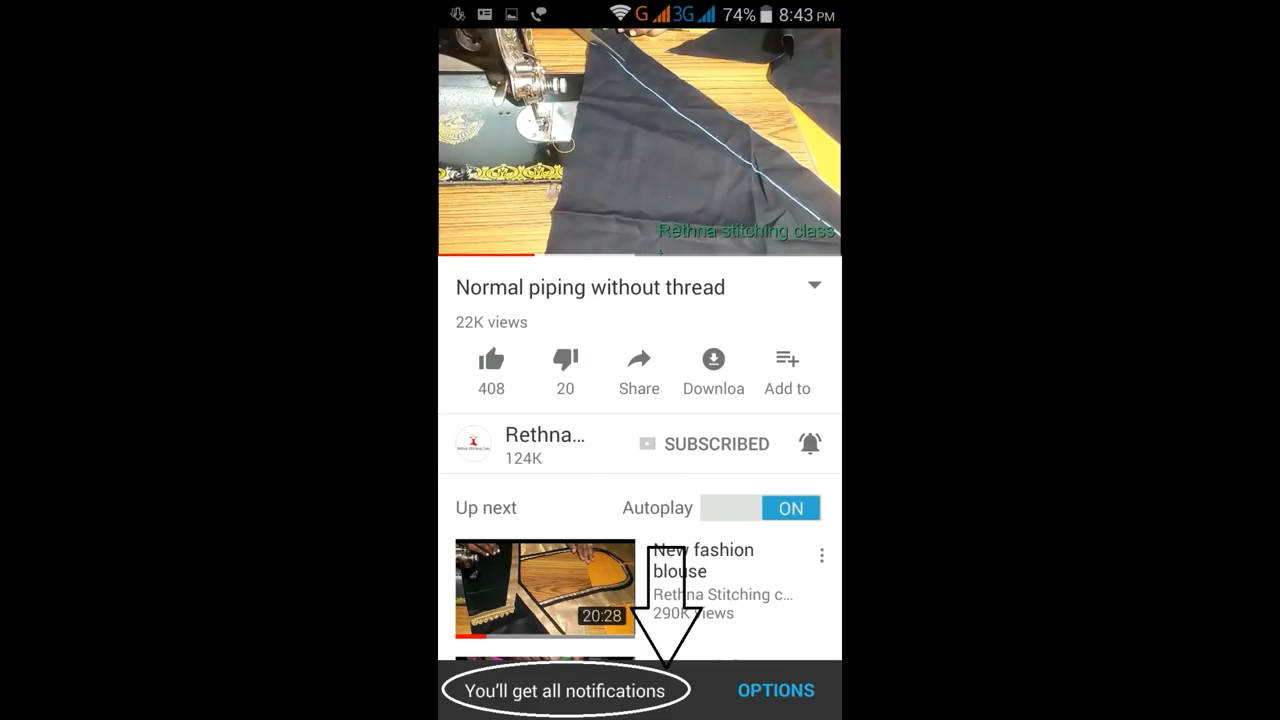 G 3G 74% 8:43 PM
Rethna stitching class
Normal piping without thread
22K views
408 20 Share Downloa Add to
Rethna... SUBSCRIBED
124K
Up next Autoplay ON
New fashion
blouse
Rethna Stitching c...
290K views
20:28
You'll get all notifications OPTIONS